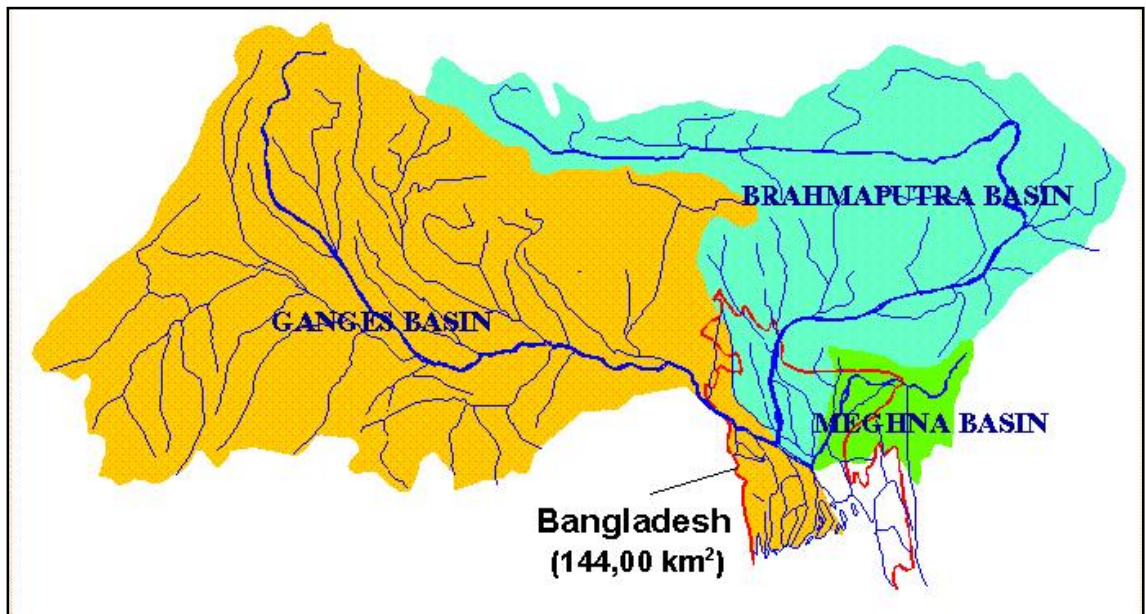 BRAHMAPUTRA BASIN
GANGES BASIN
MEGHNA BASIN
Bangladesh
(144,00 km²)